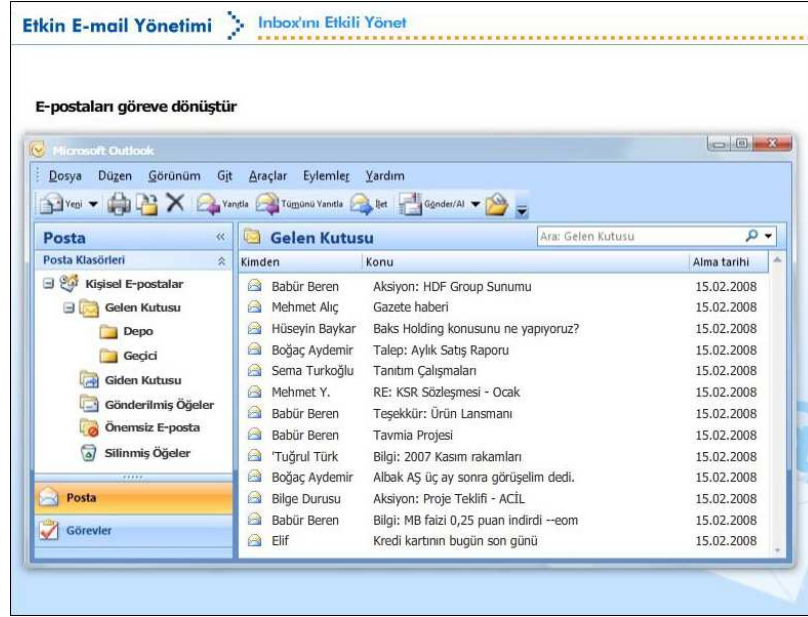 Etkin E-mail Yönetimi Inbox'ını Etkili Yönet
E-postaları göreve dönüştür
Microsoft Outlook
Dosya Düzen Görünüm Git Araçlar Eylemler Yardım
Yeni Yanıtla Tümünü Yanıtla İlet Gönder/Al
Posta «
Posta Klasörleri
Kişisel E-postalar
Gelen Kutusu
Depo
Geçici
Giden Kutusu
Gönderilmiş Öğeler
Önemsiz E-posta
Silinmiş Öğeler
Posta
Görevler
Gelen Kutusu Ara: Gelen Kutusu
Kimden Konu Alma tarihi
Babür Beren Aksiyon: HDF Group Sunumu 15.02.2008
Mehmet Alıç Gazete haberi 15.02.2008
Hüseyin Baykar Baks Holding konusunu ne yapıyoruz? 15.02.2008
Boğaç Aydemir Talep: Aylık Satış Raporu 15.02.2008
Sema Turkoğlu Tanıtım Çalışmaları 15.02.2008
Mehmet Y. RE: KSR Sözleşmesi - Ocak 15.02.2008
Babür Beren Teşekkür: Ürün Lansmanı 15.02.2008
Babür Beren Tavmia Projesi 15.02.2008
'Tuğrul Türk Bilgi: 2007 Kasım rakamları 15.02.2008
Boğaç Aydemir Albak AŞ üç ay sonra görüşelim dedi. 15.02.2008
Bilge Durusu Aksiyon: Proje Teklifi - ACİL 15.02.2008
Babür Beren Bilgi: MB faizi 0,25 puan indirdi --eom 15.02.2008
Elif Kredi kartının bugün son günü 15.02.2008